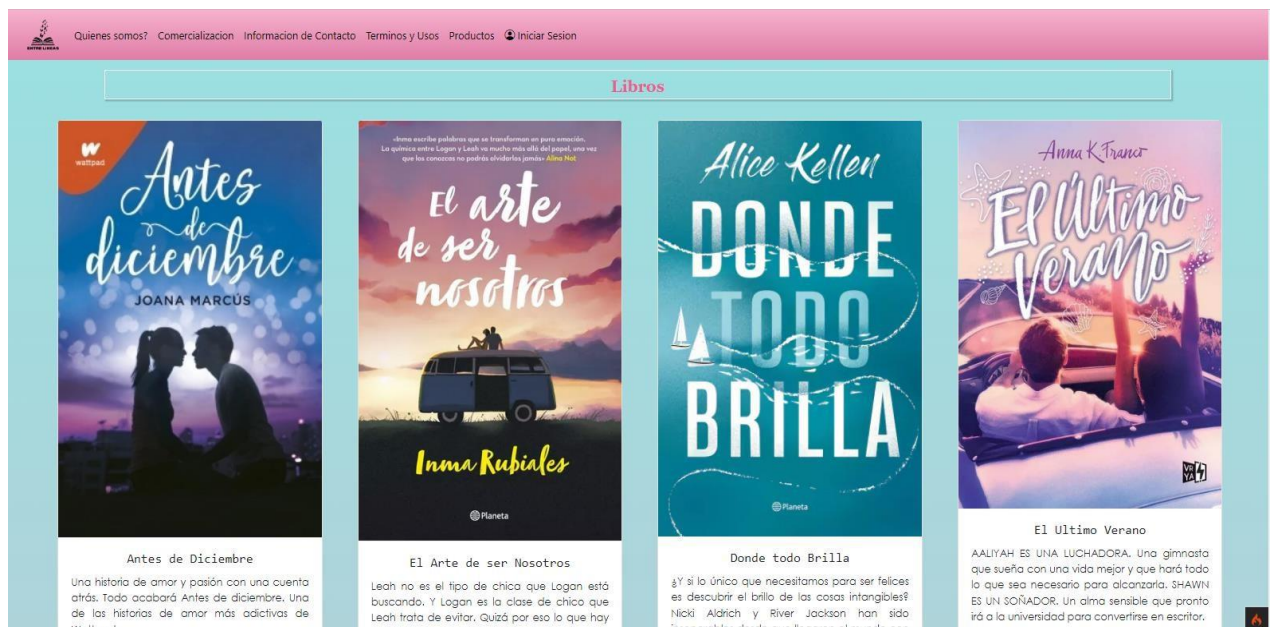 ENTRE LINEAS
Quienes somos? Comercializacion Informacion de Contacto Terminos y Usos Productos Iniciar Sesion
Libros
wattpad
Antes
de
diciembre
JOANA MARCÚS
Antes de Diciembre
Una historia de amor y pasión con una cuenta
atrás. Todo acabará Antes de diciembre. Una
de las historias de amor más adictivas de
«Inma escribe palabras que se transforman en pura emoción.
La química entre Logan y Leah va mucho más allá del papel, una vez
que los conozcas no podrás olvidarlos jamás» Alina Not
El arte
de ser
nosotros
Inma Rubiales
Planeta
El Arte de ser Nosotros
Leah no es el tipo de chica que Logan está
buscando. Y Logan es la clase de chico que
Leah trata de evitar. Quizá por eso lo que hay
Alice Kellen
DONDE
TODO
BRILLA
Planeta
Donde todo Brilla
¿Y si lo único que necesitamos para ser felices
es descubrir el brillo de las cosas intangibles?
Nicki Aldrich y River Jackson han sido
Anna K. Franco
El Último
Verano
VR
YA
El Ultimo Verano
AALIYAH ES UNA LUCHADORA. Una gimnasta
que sueña con una vida mejor y que hará todo
lo que sea necesario para alcanzarla. SHAWN
ES UN SOÑADOR. Un alma sensible que pronto
irá a la universidad para convertirse en escritor.